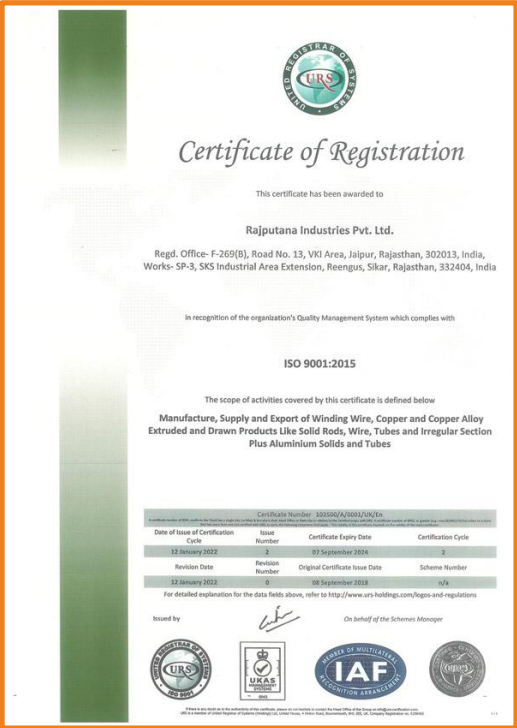 UNITED REGISTRAR OF SYSTEMS
URS
Certificate of Registration
This certificate has been awarded to
Rajputana Industries Pvt. Ltd.
Regd. Office- F-269(B), Road No. 13, VKI Area, Jaipur, Rajasthan, 302013, India,
Works- SP-3, SKS Industrial Area Extension, Reengus, Sikar, Rajasthan, 332404, India
in recognition of the organization's Quality Management System which complies with
ISO 9001:2015
The scope of activities covered by this certificate is defined below
Manufacture, Supply and Export of Winding Wire, Copper and Copper Alloy
Extruded and Drawn Products Like Solid Rods, Wire, Tubes and Irregular Section
Plus Aluminium Solids and Tubes
Certificate Number 103500/A/0001/UK/En
Date of Issue of Certification Cycle
Issue Number
Certificate Expiry Date
Certification Cycle
12 January 2022
2
07 September 2024
2
Revision Date
Revision Number
Original Certificate Issue Date
Scheme Number
12 January 2022
0
08 September 2018
n/a
For detailed explanation for the data fields above, refer to http://www.urs-holdings.com/logos-and-regulations
Issued by
On behalf of the Schemes Manager
UNITED REGISTRAR OF SYSTEMS
URS
ISO 9001
UKAS
MANAGEMENT
SYSTEMS
MEMBER OF MULTILATERAL
IAF
RECOGNITION ARRANGEMENT